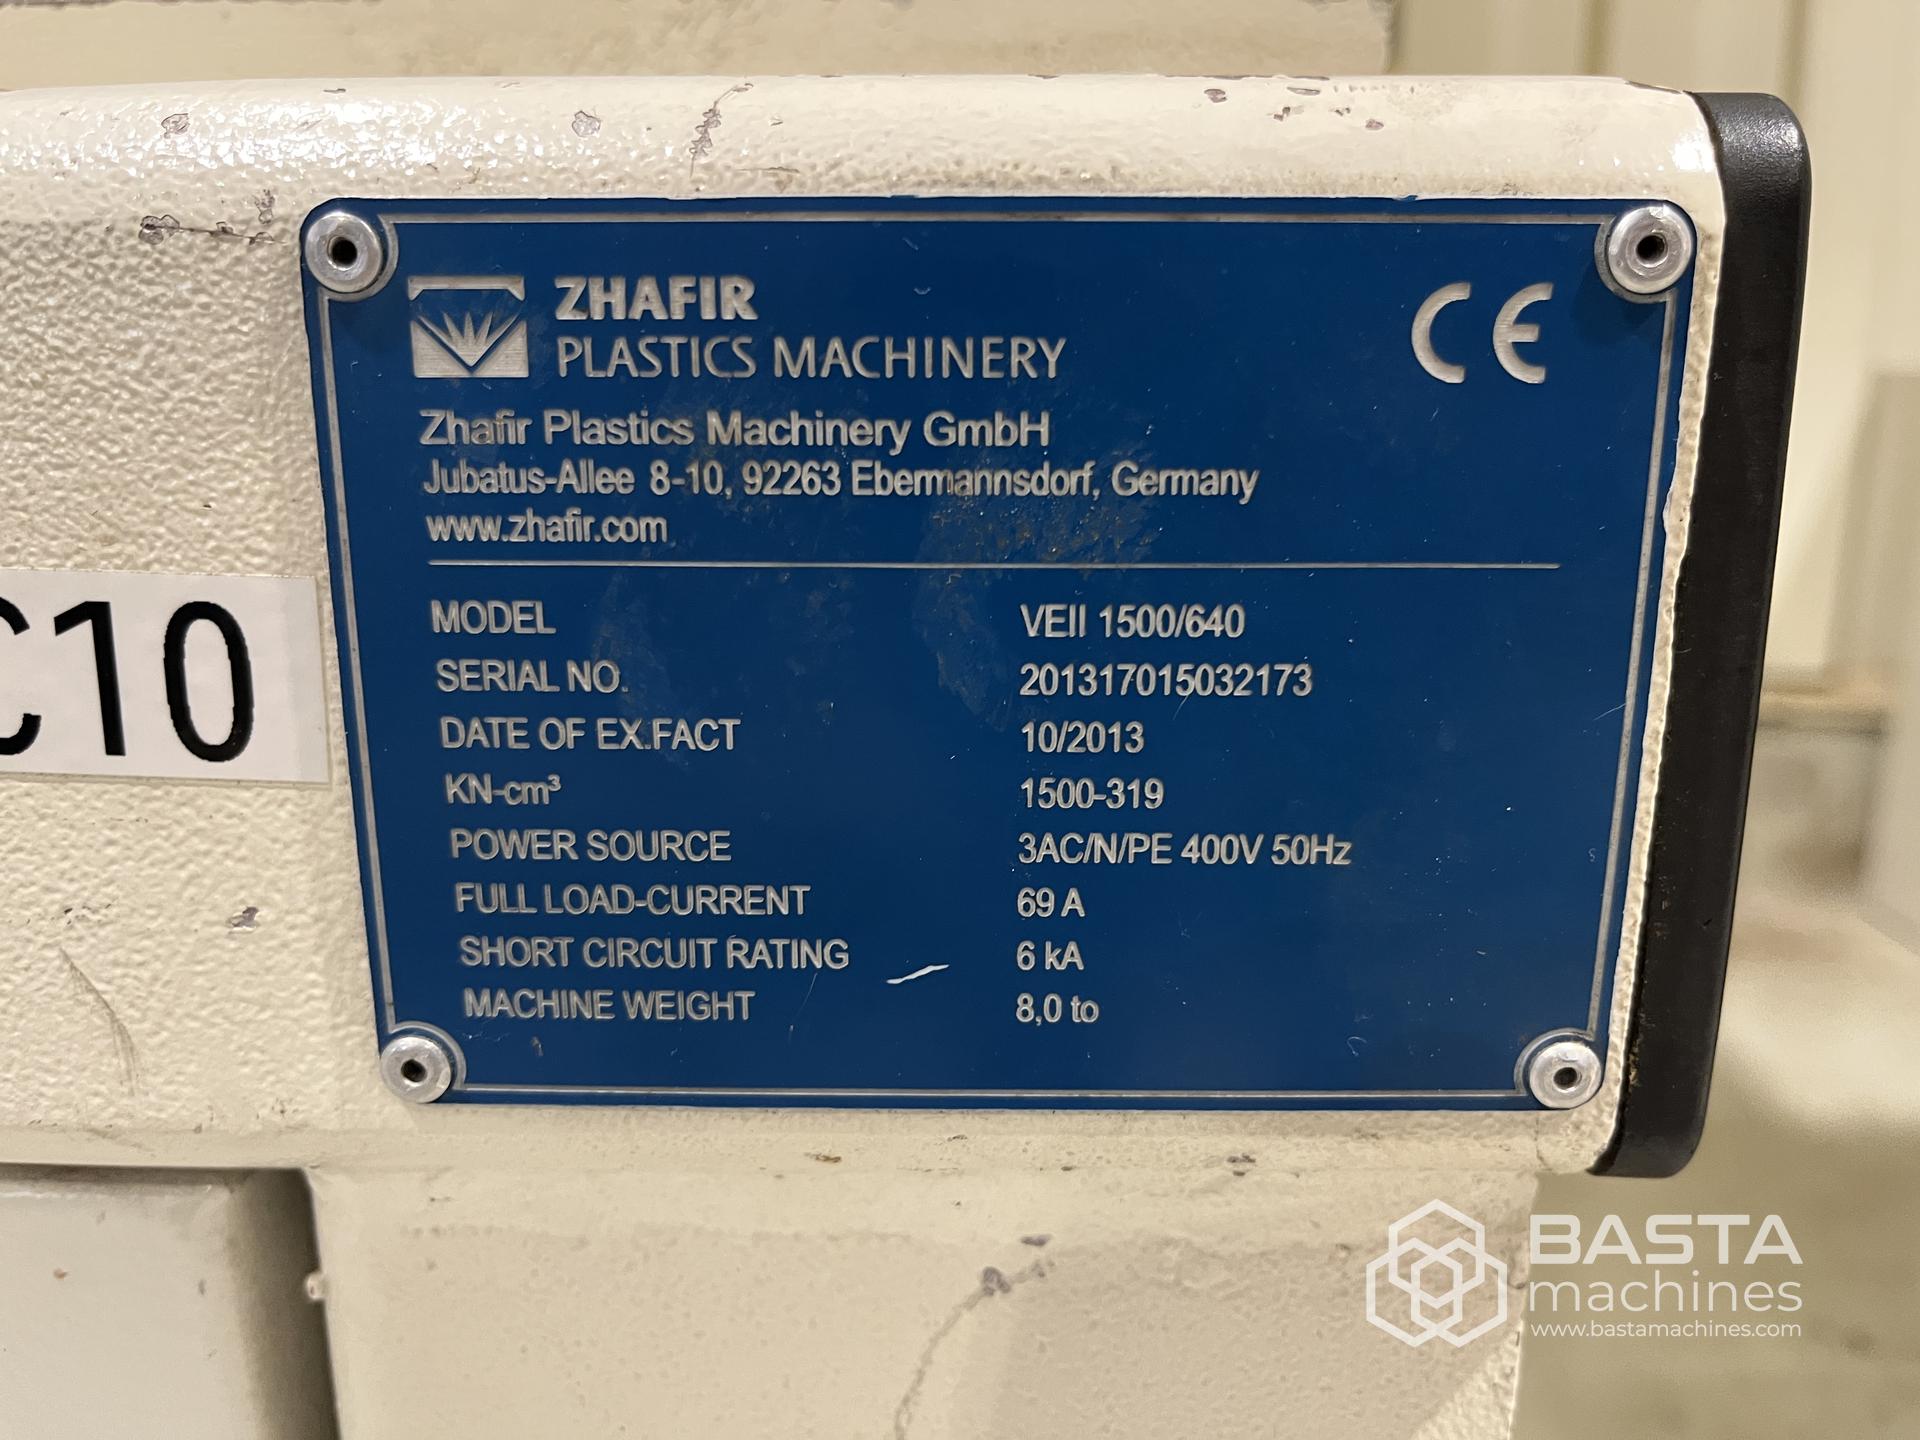 ZHAFIR
PLASTICS MACHINERY
CE
Zhafir Plastics Machinery GmbH
Jubatus-Allee 8-10, 92263 Ebermannsdorf, Germany
www.zhafir.com
MODEL VEII 1500/640
SERIAL NO. 201317015032173
DATE OF EX.FACT 10/2013
KN-cm³ 1500-319
POWER SOURCE 3AC/N/PE 400V 50Hz
FULL LOAD-CURRENT 69 A
SHORT CIRCUIT RATING 6 kA
MACHINE WEIGHT 8,0 to
C10
BASTA
machines
www.bastamachines.com